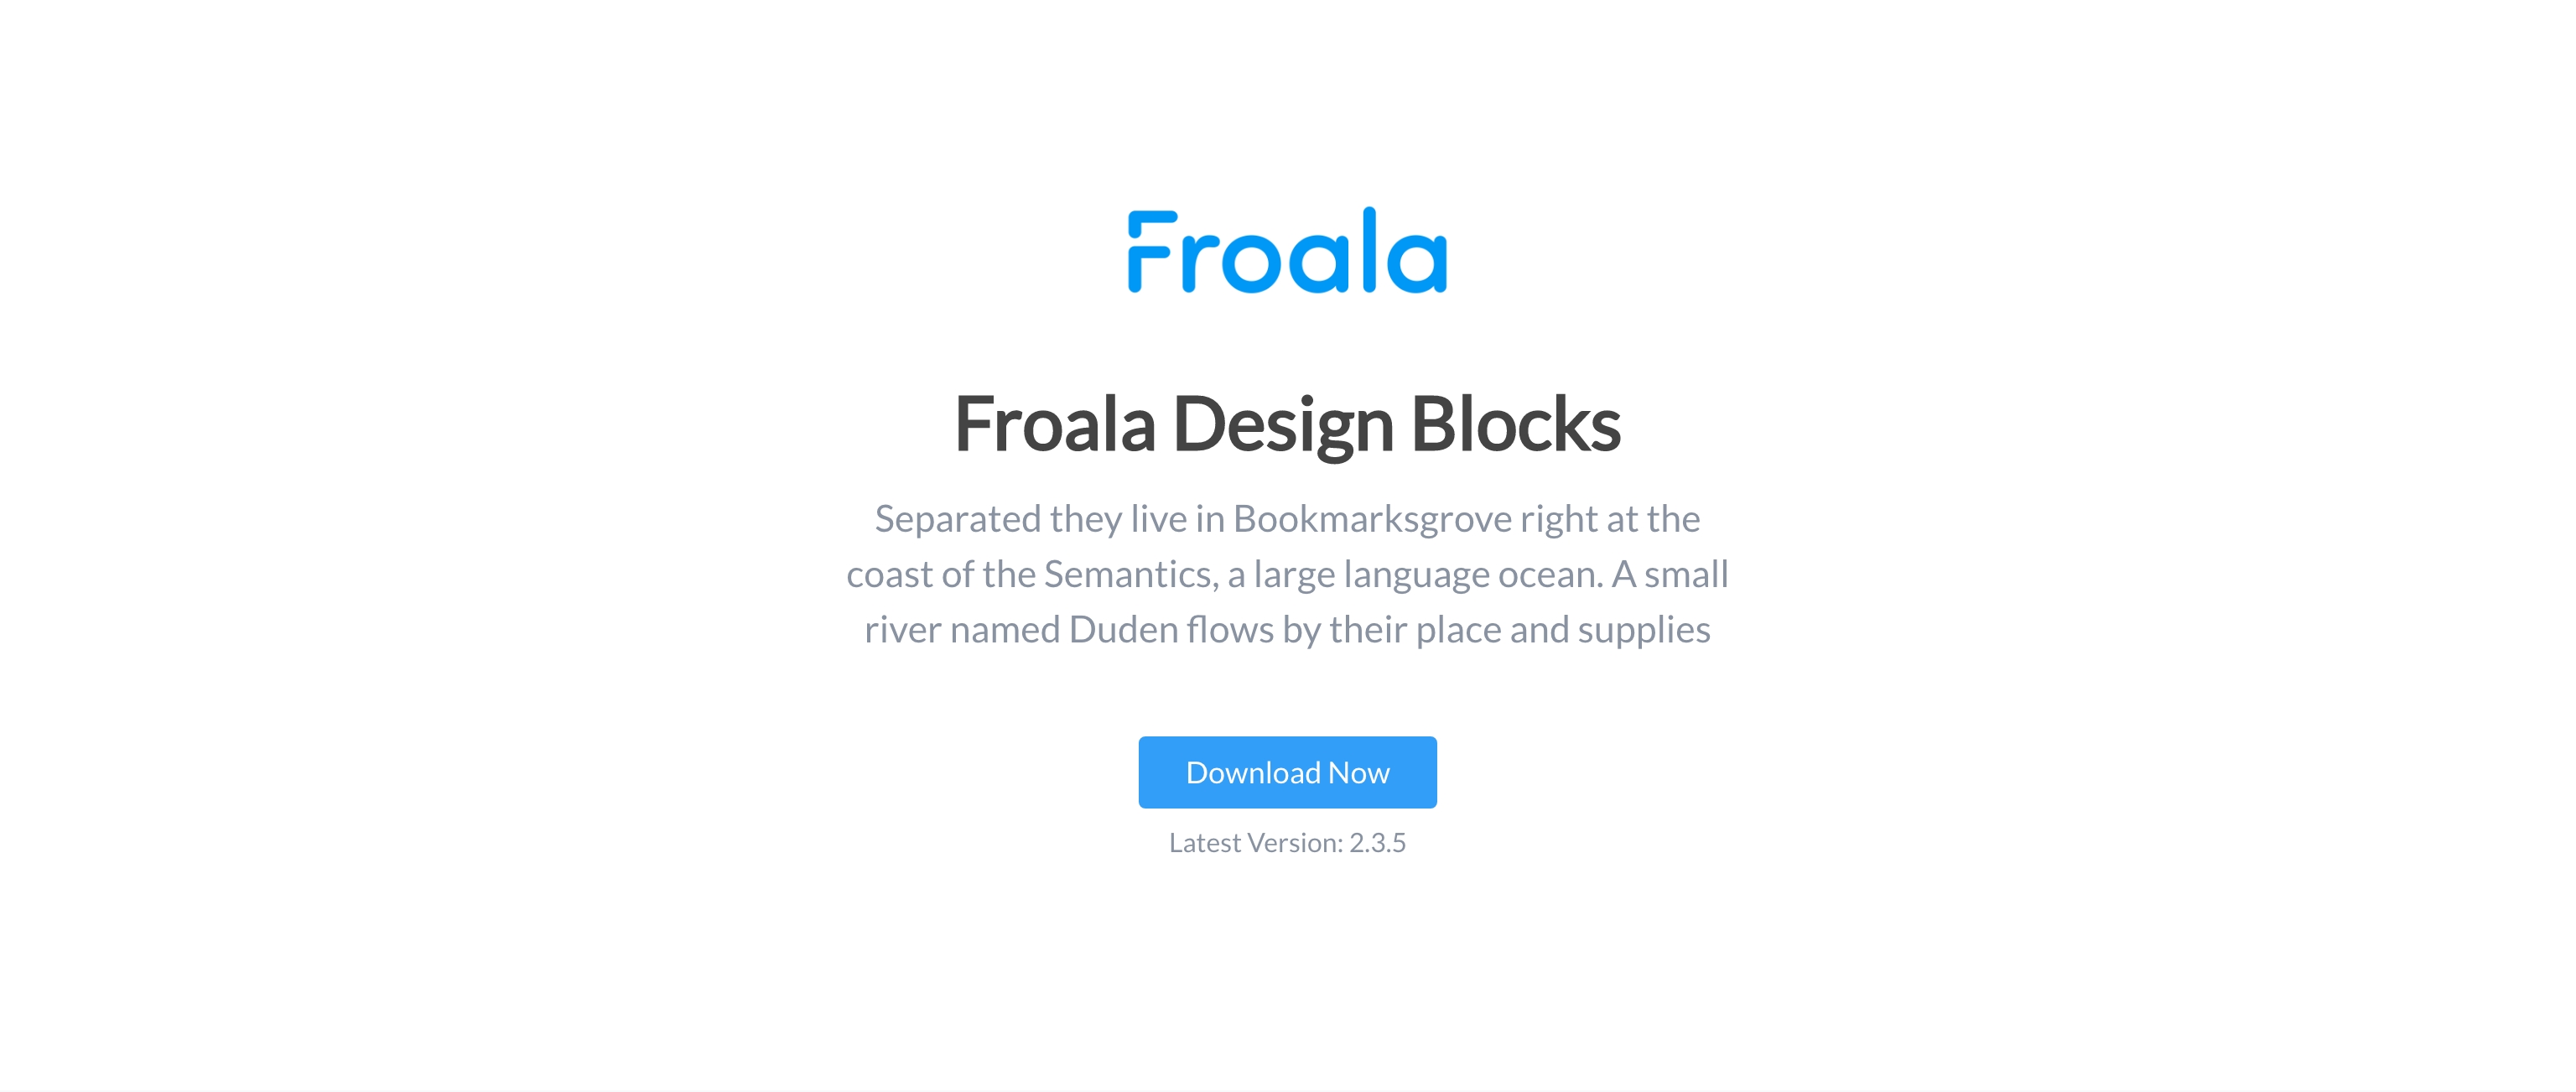 Froala
Froala Design Blocks
Separated they live in Bookmarksgrove right at the
coast of the Semantics, a large language ocean. A small
river named Duden flows by their place and supplies
Download Now
Latest Version: 2.3.5